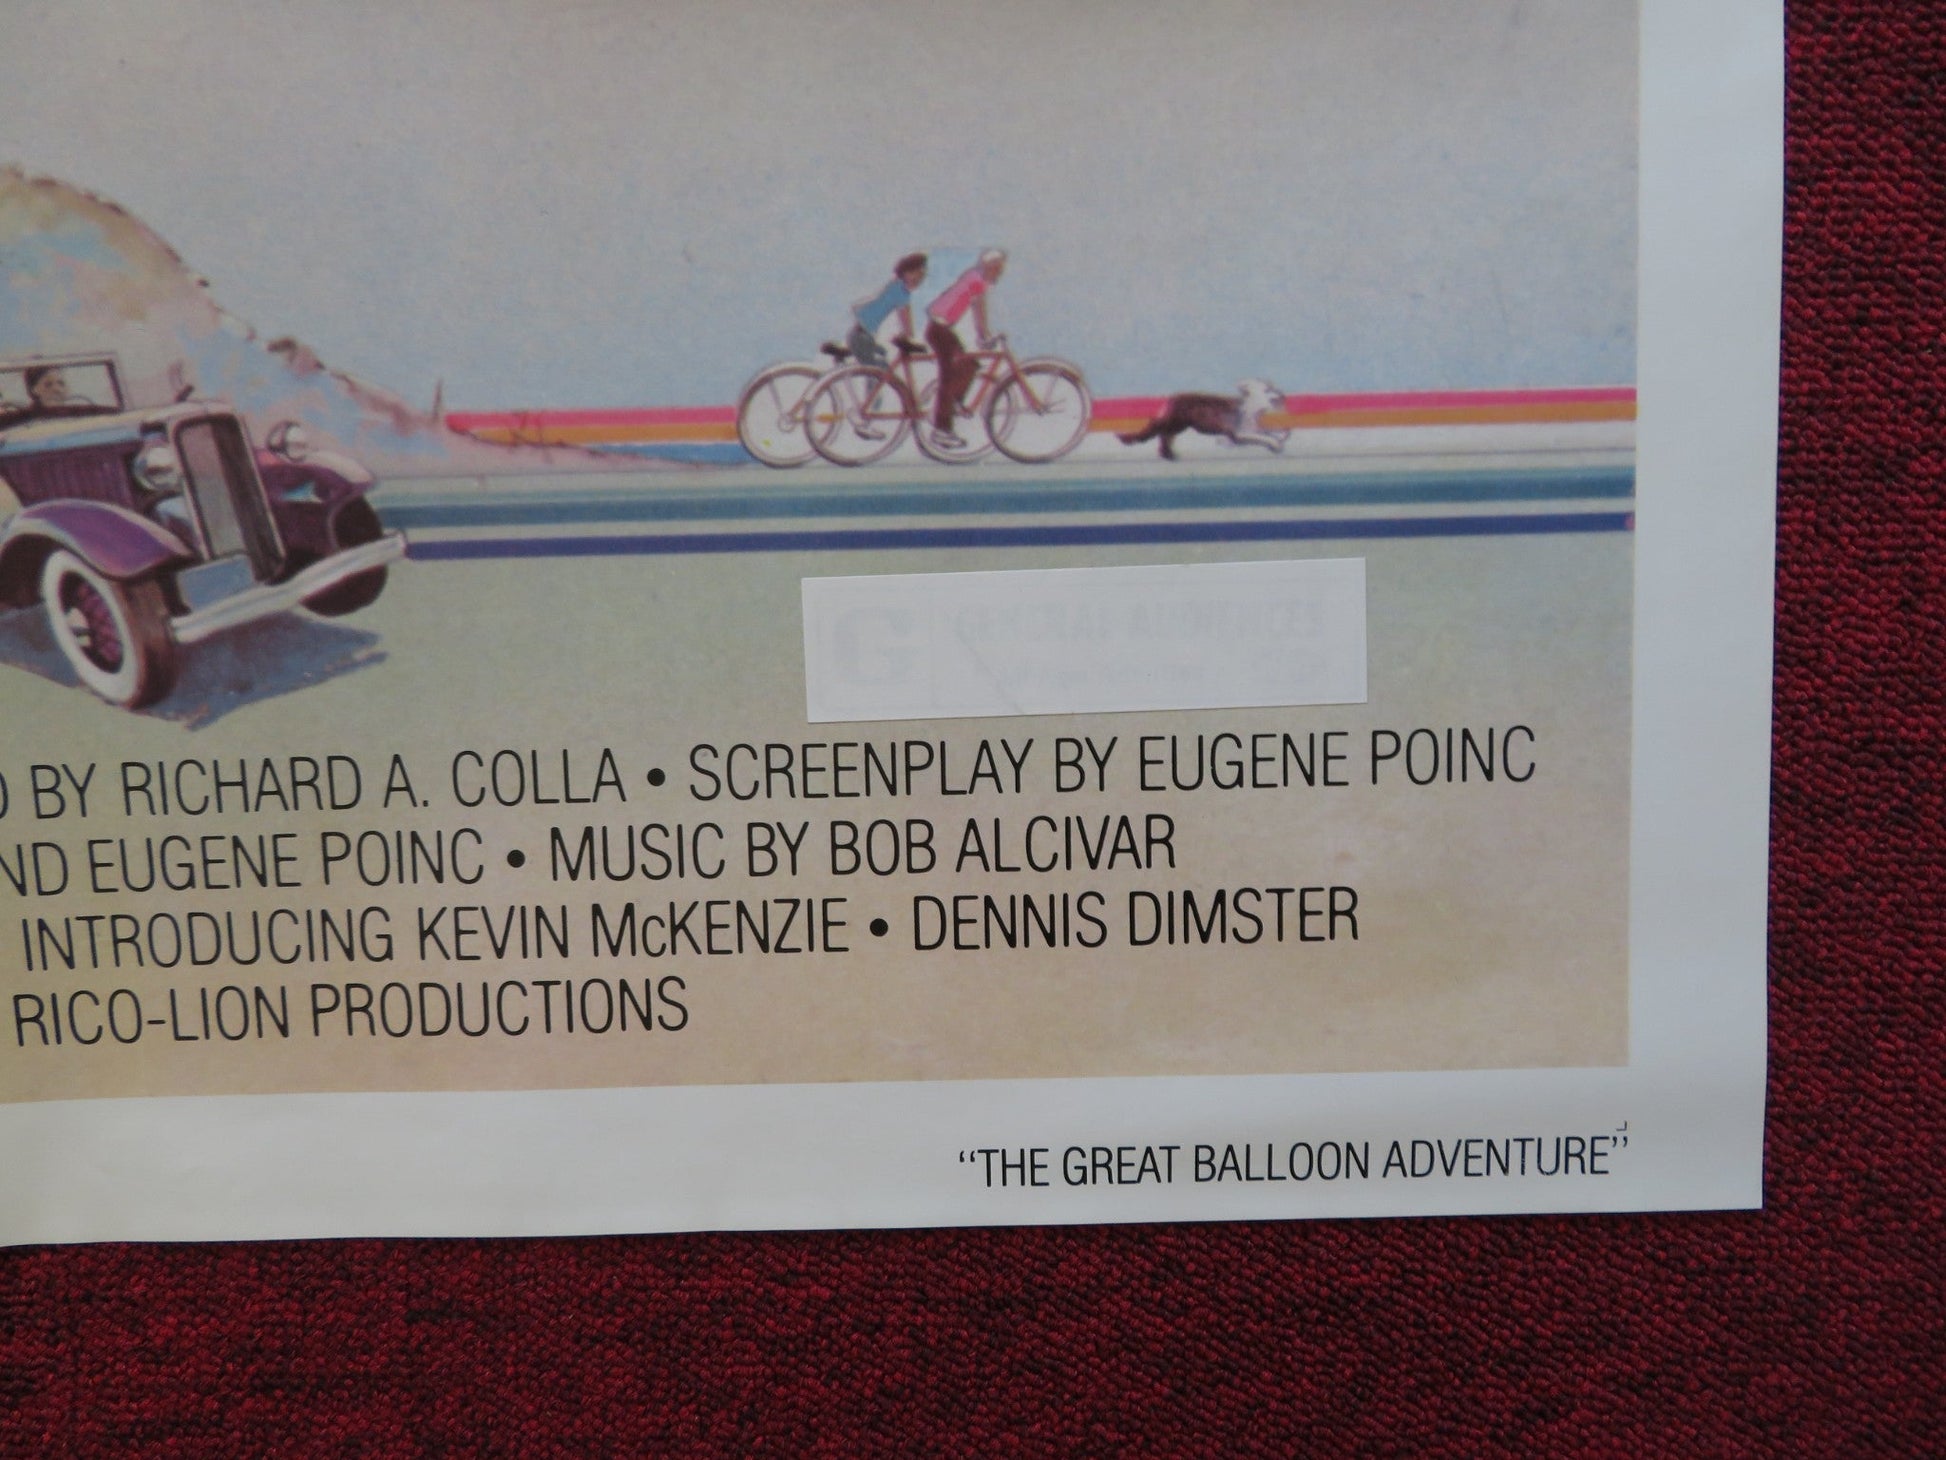 BY RICHARD A. COLLA • SCREENPLAY BY EUGENE POINC
ND EUGENE POINC • MUSIC BY BOB ALCIVAR
INTRODUCING KEVIN McKENZIE • DENNIS DIMSTER
RICO-LION PRODUCTIONS
“THE GREAT BALLOON ADVENTURE”